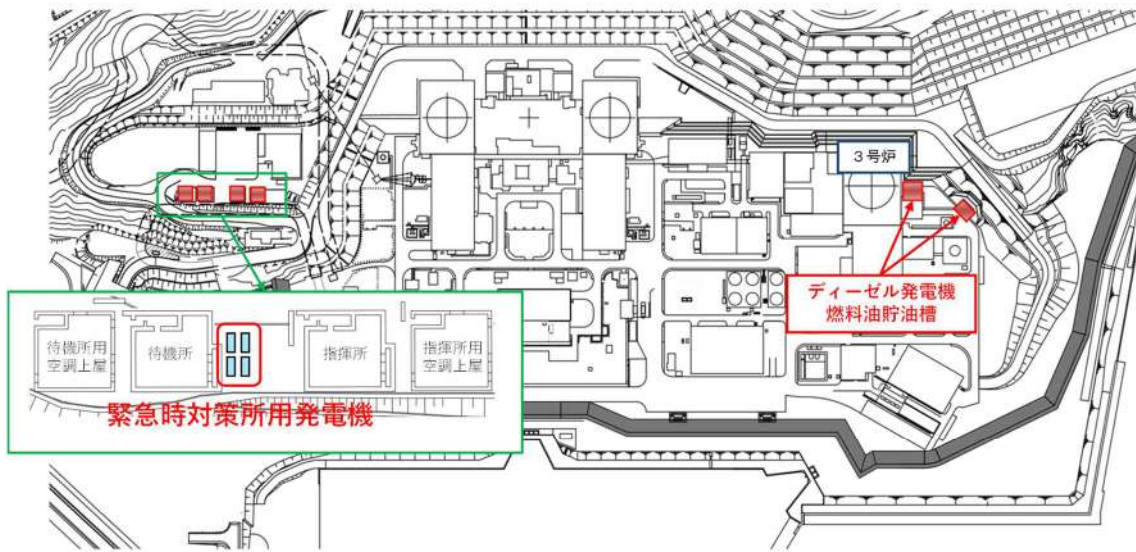 3号炉
ディーゼル発電機
燃料油貯油槽
待機所用
空調上屋
待機所
指揮所
指揮所用
空調上屋
緊急時対策所用発電機